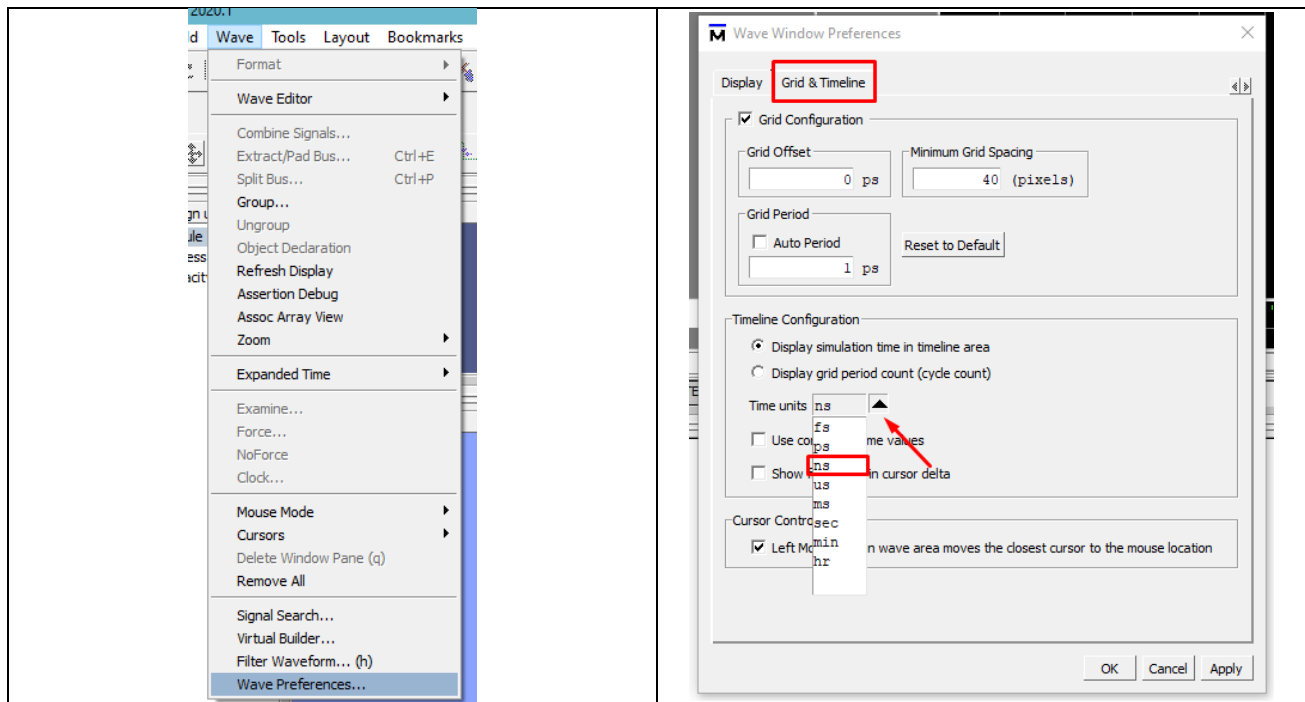 2020.1
Wave Tools Layout Bookmarks
Format
Wave Editor
Combine Signals...
Extract/Pad Bus... Ctrl+E
Split Bus... Ctrl+P
Group...
Ungroup
Object Declaration
Refresh Display
Assertion Debug
Assoc Array View
Zoom
Expanded Time
Examine...
Force...
NoForce
Clock...
Mouse Mode
Cursors
Delete Window Pane (q)
Remove All
Signal Search...
Virtual Builder...
Filter Waveform... (h)
Wave Preferences...
M Wave Window Preferences
Display Grid & Timeline
Grid Configuration
Grid Offset Minimum Grid Spacing
0 ps 40 (pixels)
Grid Period
Auto Period Reset to Default
1 ps
Timeline Configuration
Display simulation time in timeline area
Display grid period count (cycle count)
Time units ns
fs
Use co ps me values
ns
Show in cursor delta
us
ms
Cursor Contro sec
min
Left Mo n wave area moves the closest cursor to the mouse location
hr
OK Cancel Apply